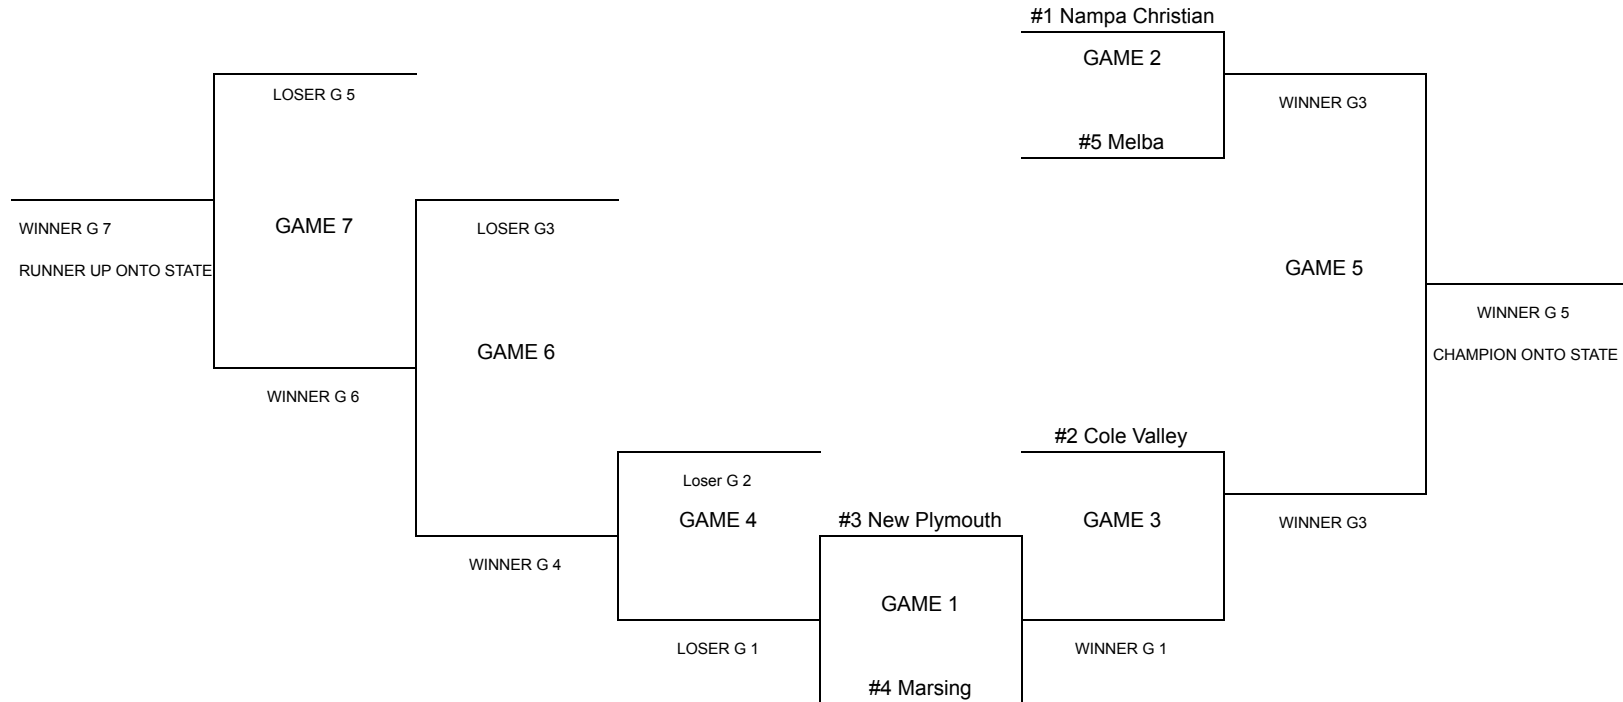 #1 Nampa Christian
GAME 2
LOSER G 5
WINNER G3
#5 Melba
WINNER G 7
GAME 7
LOSER G3
RUNNER UP ONTO STATE
GAME 5
WINNER G 5
GAME 6
CHAMPION ONTO STATE
WINNER G 6
#2 Cole Valley
Loser G 2
GAME 4
#3 New Plymouth
GAME 3
WINNER G3
WINNER G 4
GAME 1
LOSER G 1
WINNER G 1
#4 Marsing